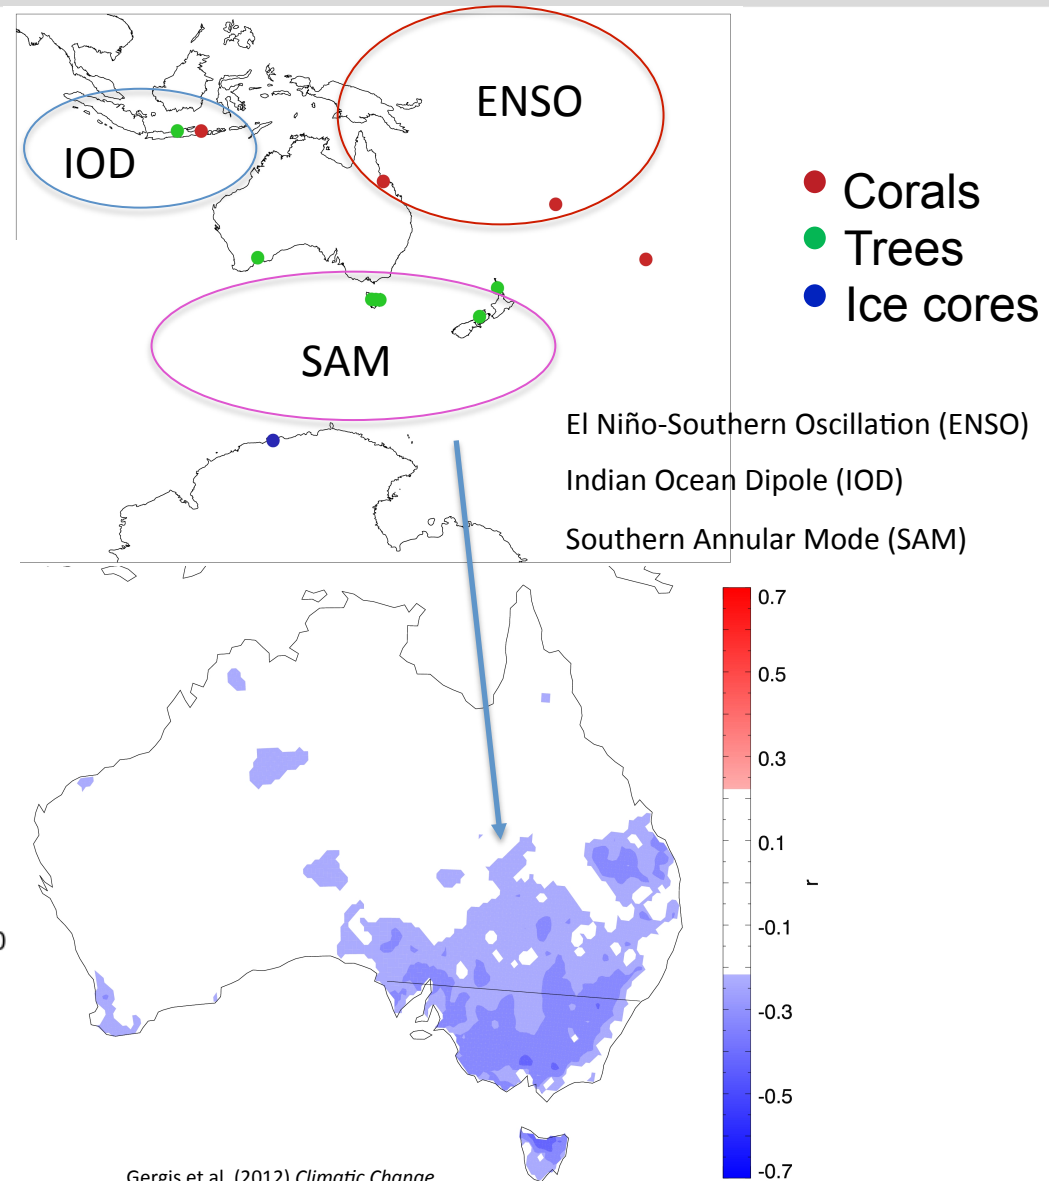 ENSO
IOD
SAM
Corals
Trees
Ice cores
El Niño-Southern Oscillation (ENSO)
Indian Ocean Dipole (IOD)
Southern Annular Mode (SAM)
0.7
0.5
0.3
0.1
-0.1
-0.3
-0.5
-0.7
r
0
Gergis et al. (2012) Climatic Change